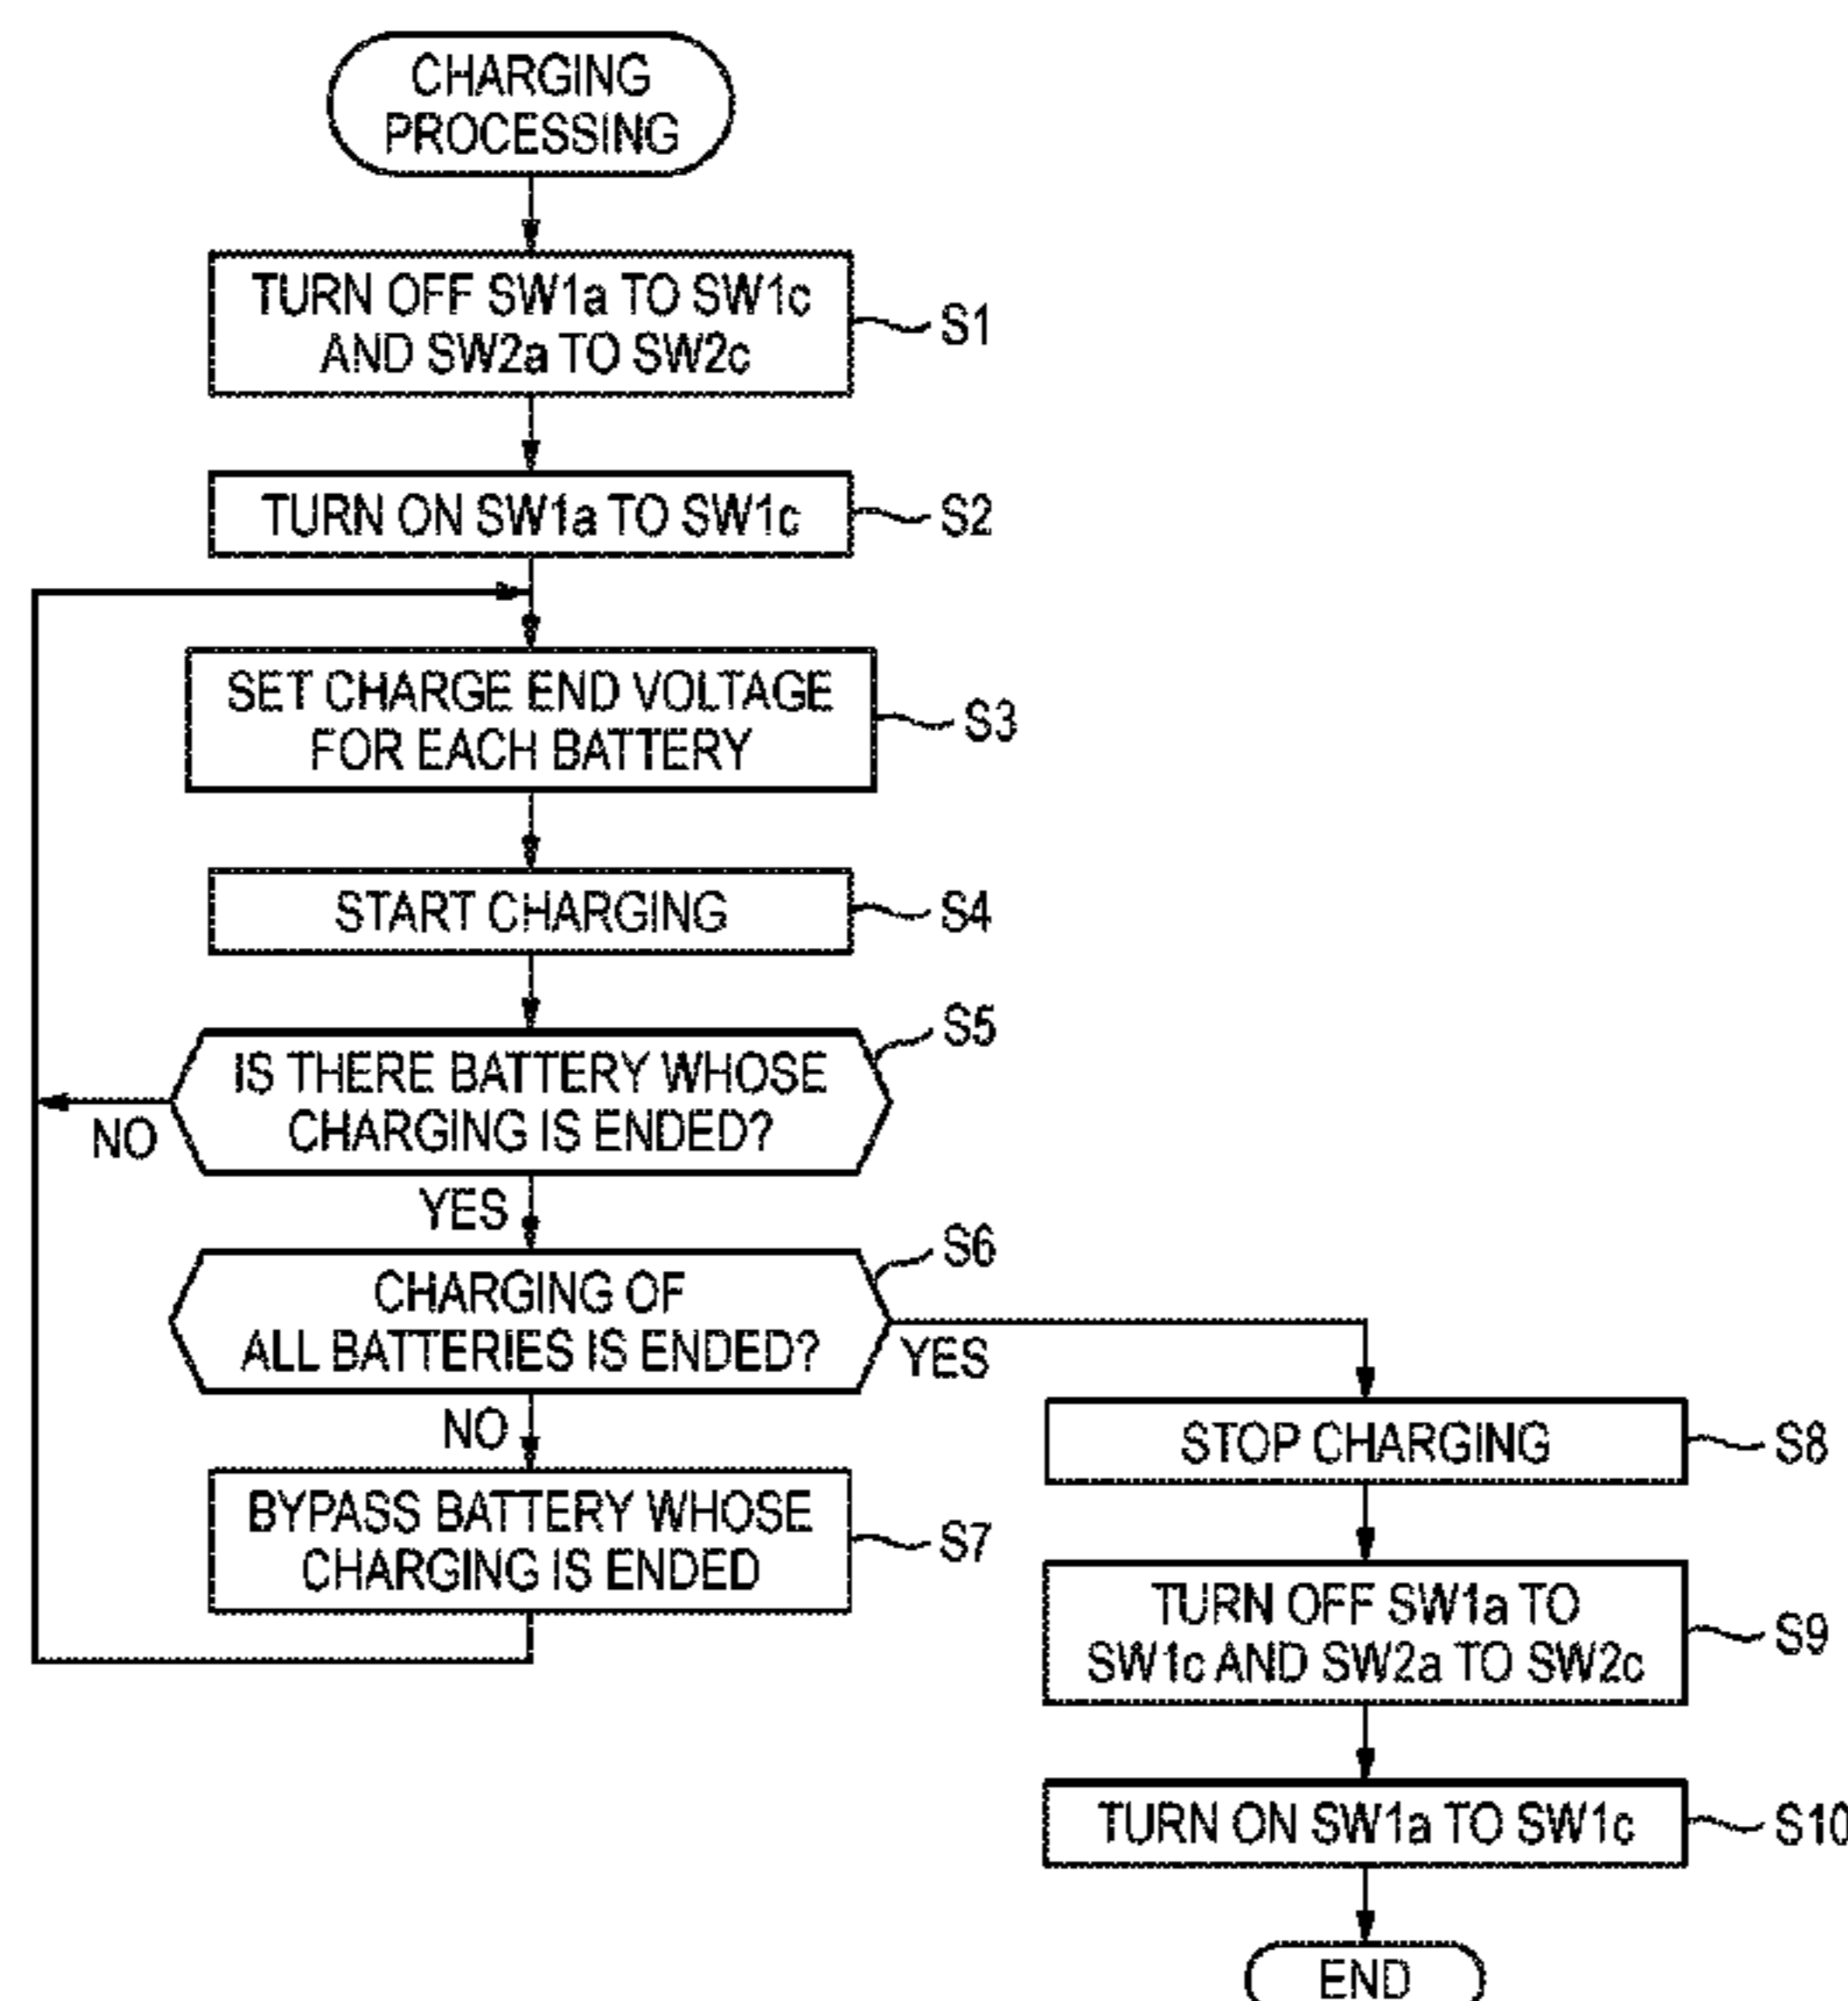 CHARGING
PROCESSING
TURN OFF SW1a TO SW1c
AND SW2a TO SW2c
S1
TURN ON SW1a TO SW1c
S2
SET CHARGE END VOLTAGE
FOR EACH BATTERY
S3
START CHARGING
S4
IS THERE BATTERY WHOSE
CHARGING IS ENDED?
S5
NO
YES
CHARGING OF
ALL BATTERIES IS ENDED?
S6
YES
NO
BYPASS BATTERY WHOSE
CHARGING IS ENDED
S7
STOP CHARGING
S8
TURN OFF SW1a TO
SW1c AND SW2a TO SW2c
S9
TURN ON SW1a TO SW1c
S10
END